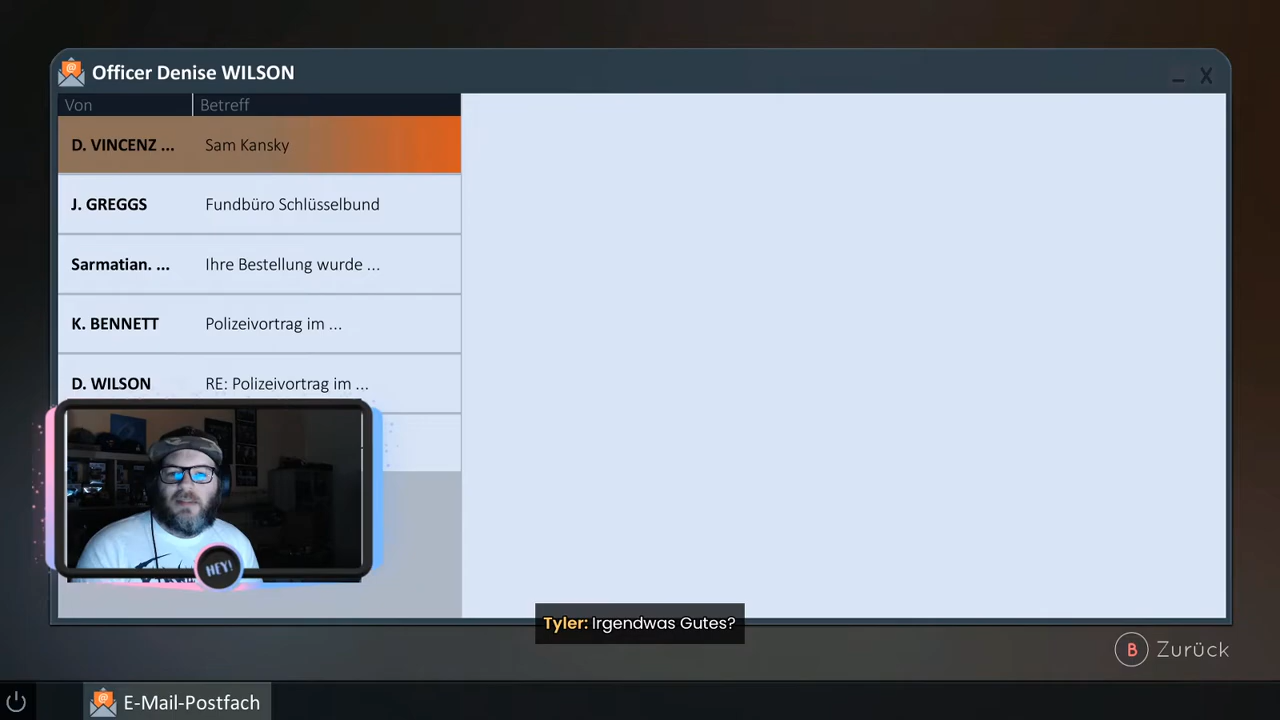 Officer Denise WILSON
Von Betreff
D. VINCENZ ... Sam Kansky
J. GREGGS Fundbüro Schlüsselbund
Sarmatian. ... Ihre Bestellung wurde ...
K. BENNETT Polizeivortrag im ...
D. WILSON RE: Polizeivortrag im ...
HEY!
Tyler: Irgendwas Gutes?
B Zurück
E-Mail-Postfach